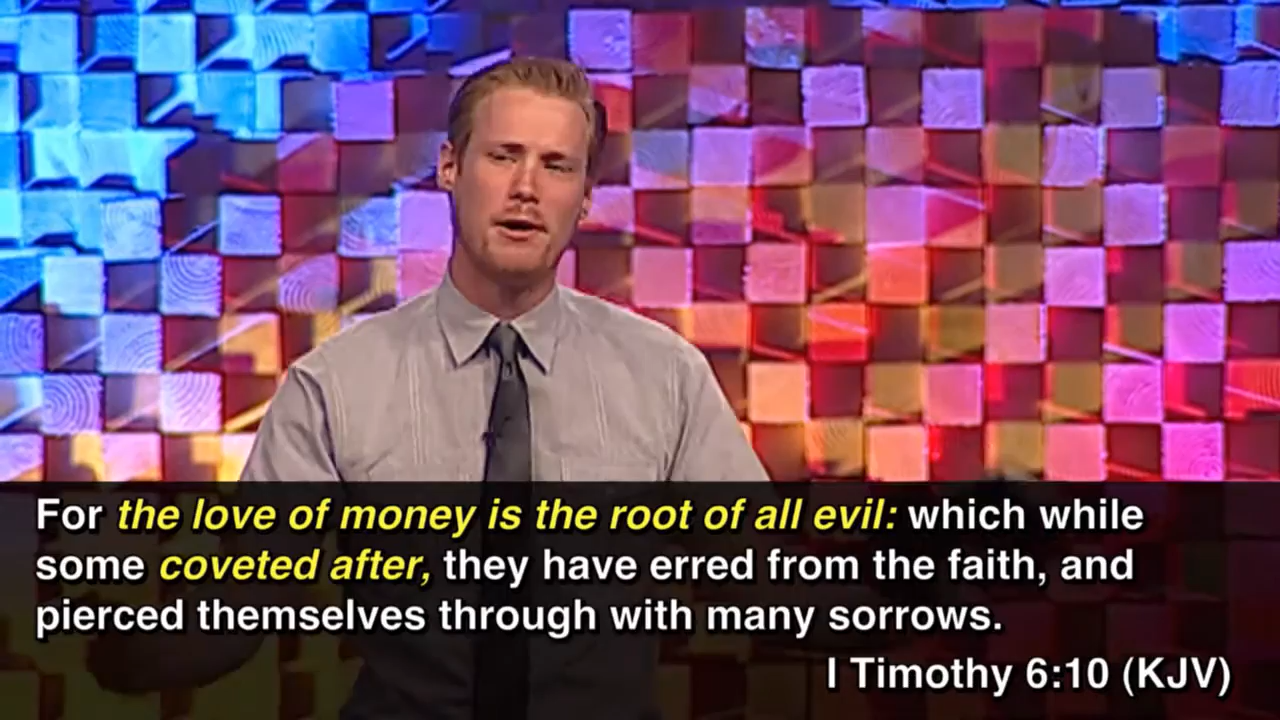 For the love of money is the root of all evil: which while
some coveted after, they have erred from the faith, and
pierced themselves through with many sorrows.
I Timothy 6:10 (KJV)